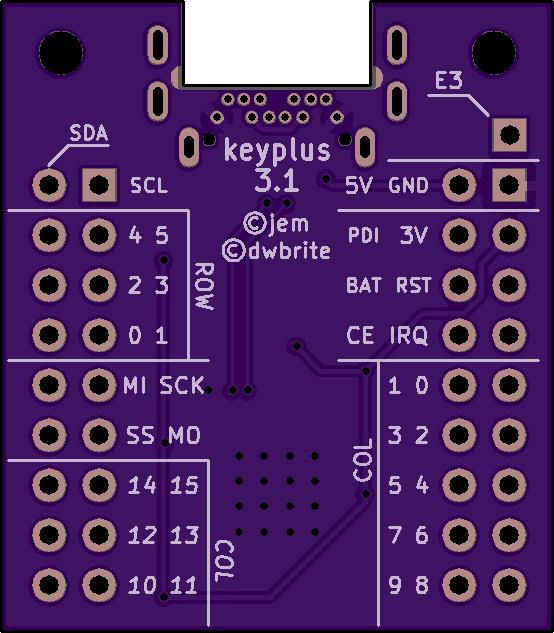 E3
SDA
keyplus
3.1
SCL
5V GND
©jem
©dwbrite
4 5
PDI 3V
2 3
ROW
BAT RST
0 1
CE IRQ
MI SCK
1 0
SS MO
COL
3 2
14 15
5 4
12 13
7 6
COL
10 11
9 8